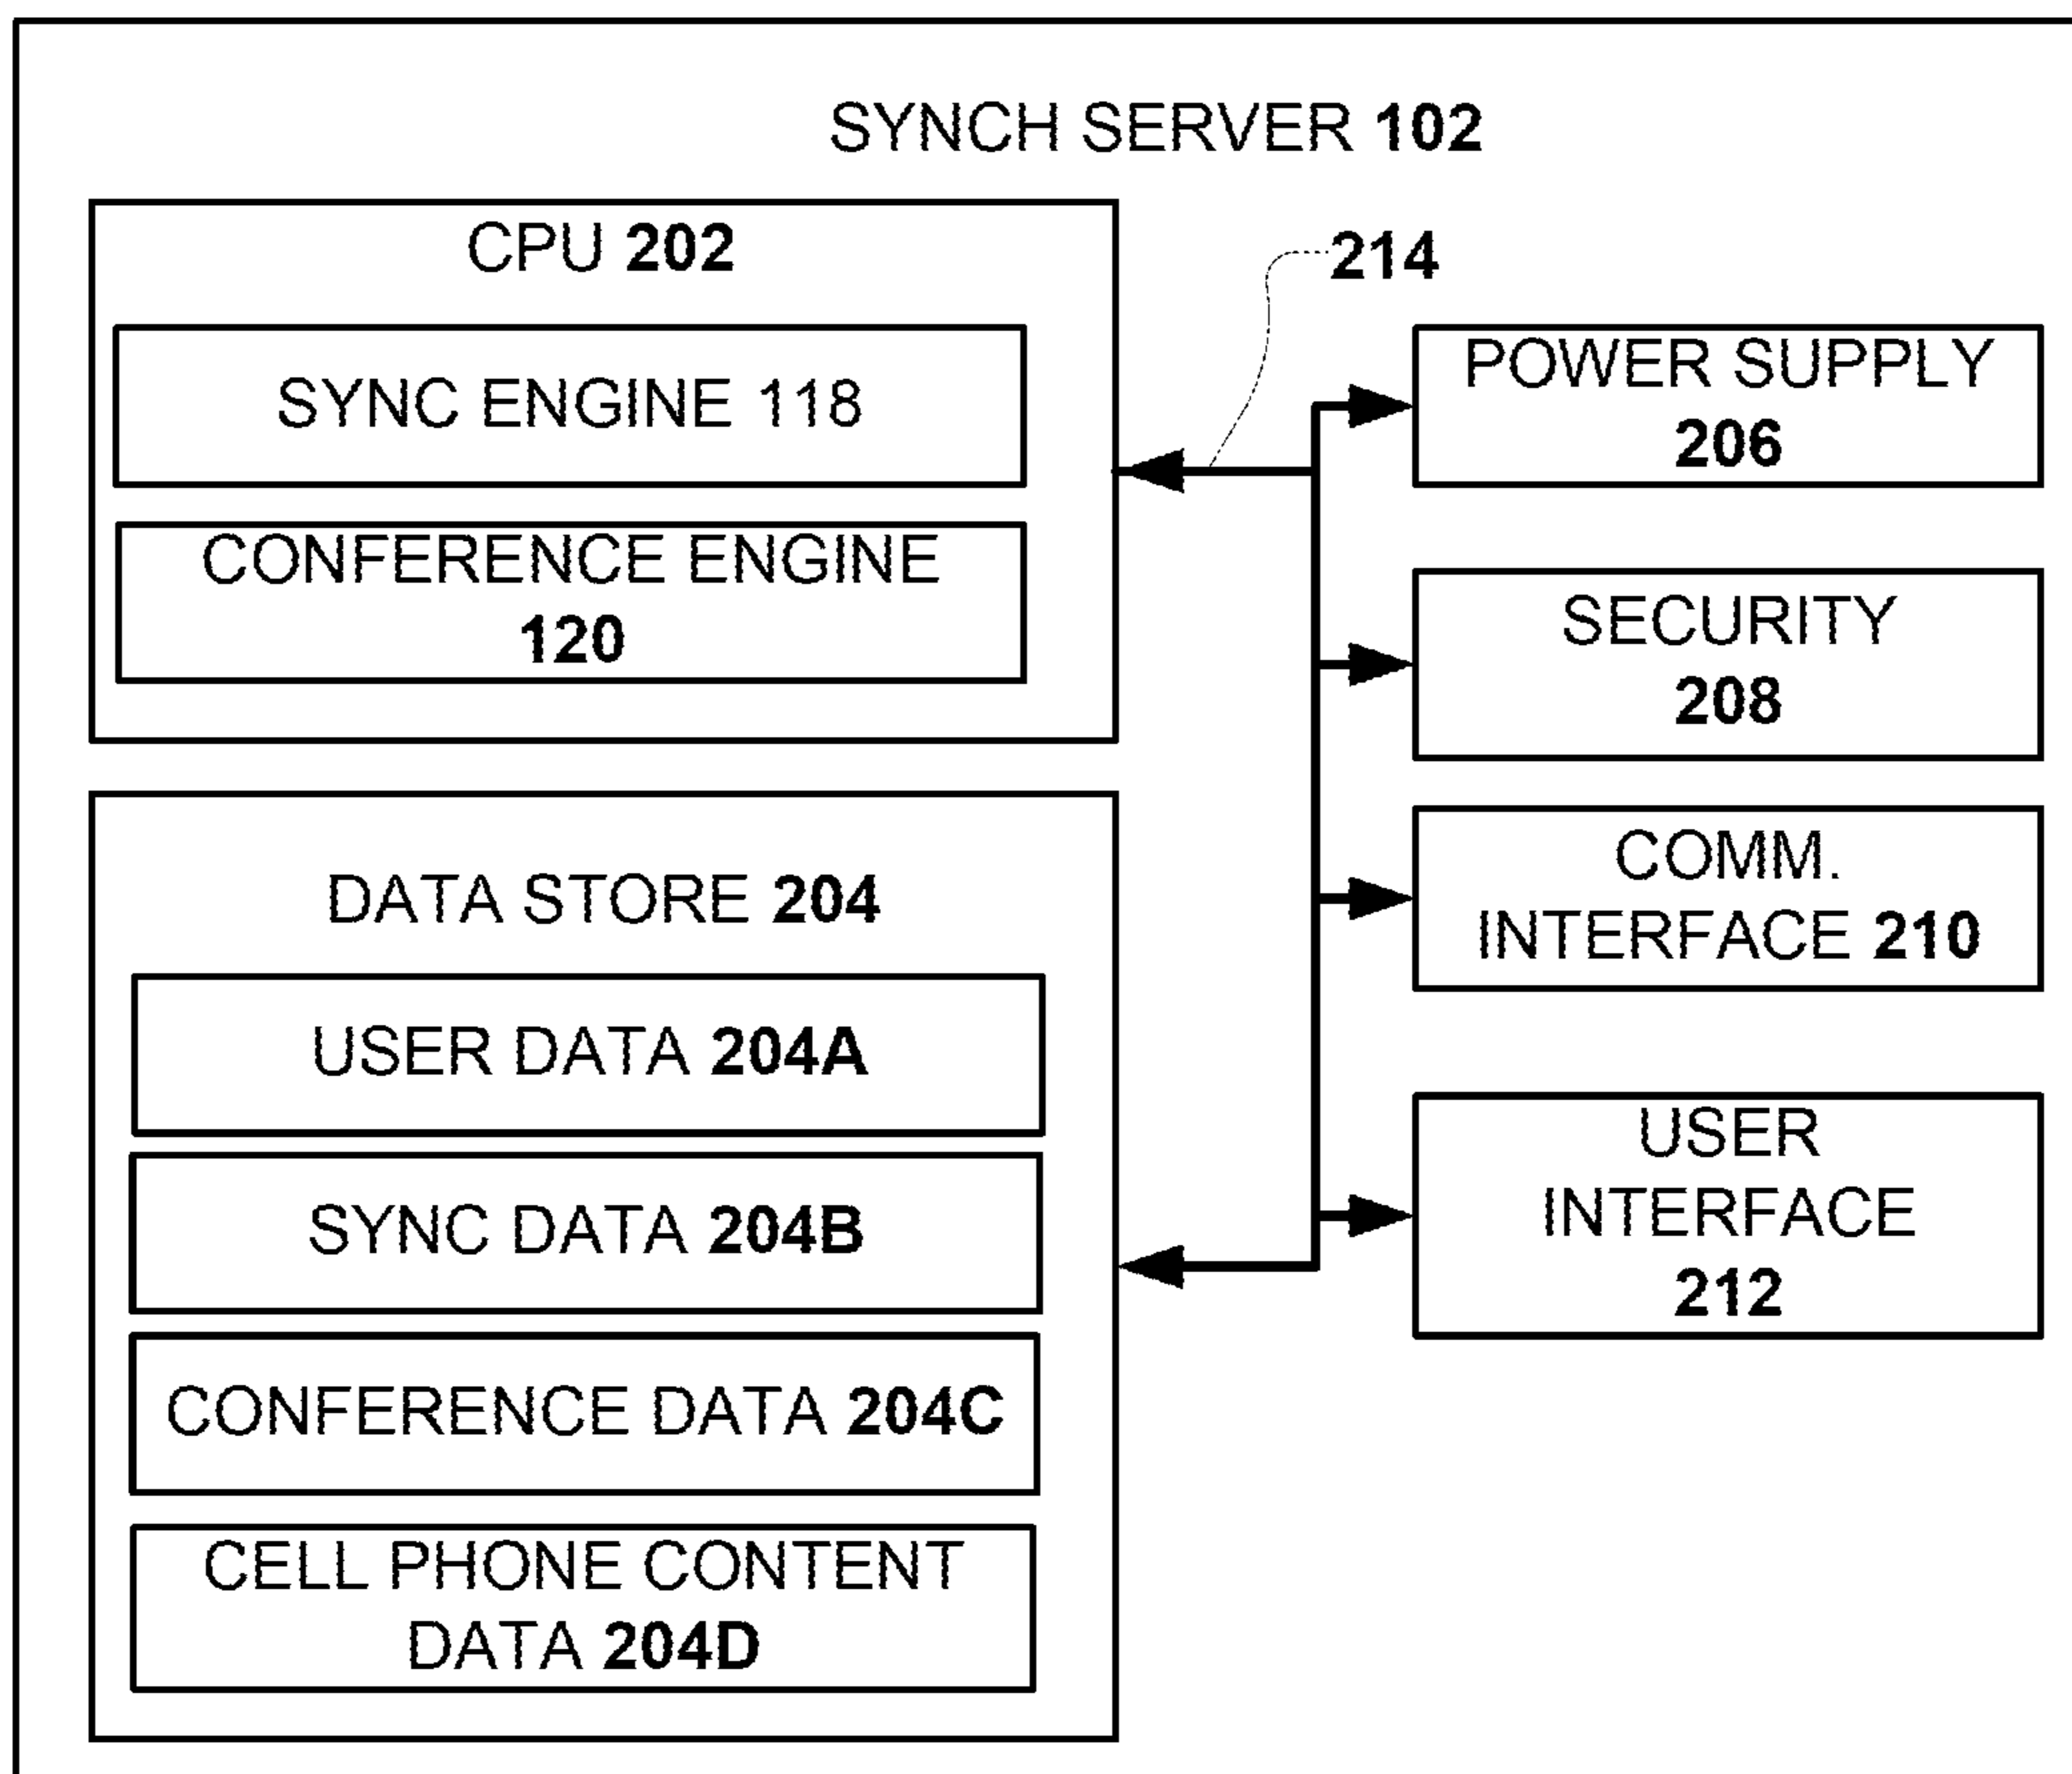 SYNCH SERVER 102
CPU 202
SYNC ENGINE 118
CONFERENCE ENGINE
120
214
POWER SUPPLY
206
SECURITY
208
COMM.
INTERFACE 210
USER
INTERFACE
212
DATA STORE 204
USER DATA 204A
SYNC DATA 204B
CONFERENCE DATA 204C
CELL PHONE CONTENT
DATA 204D